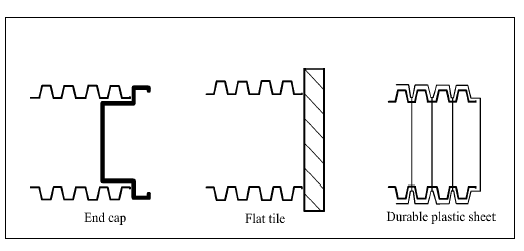 End cap
Flat tile
Durable plastic sheet